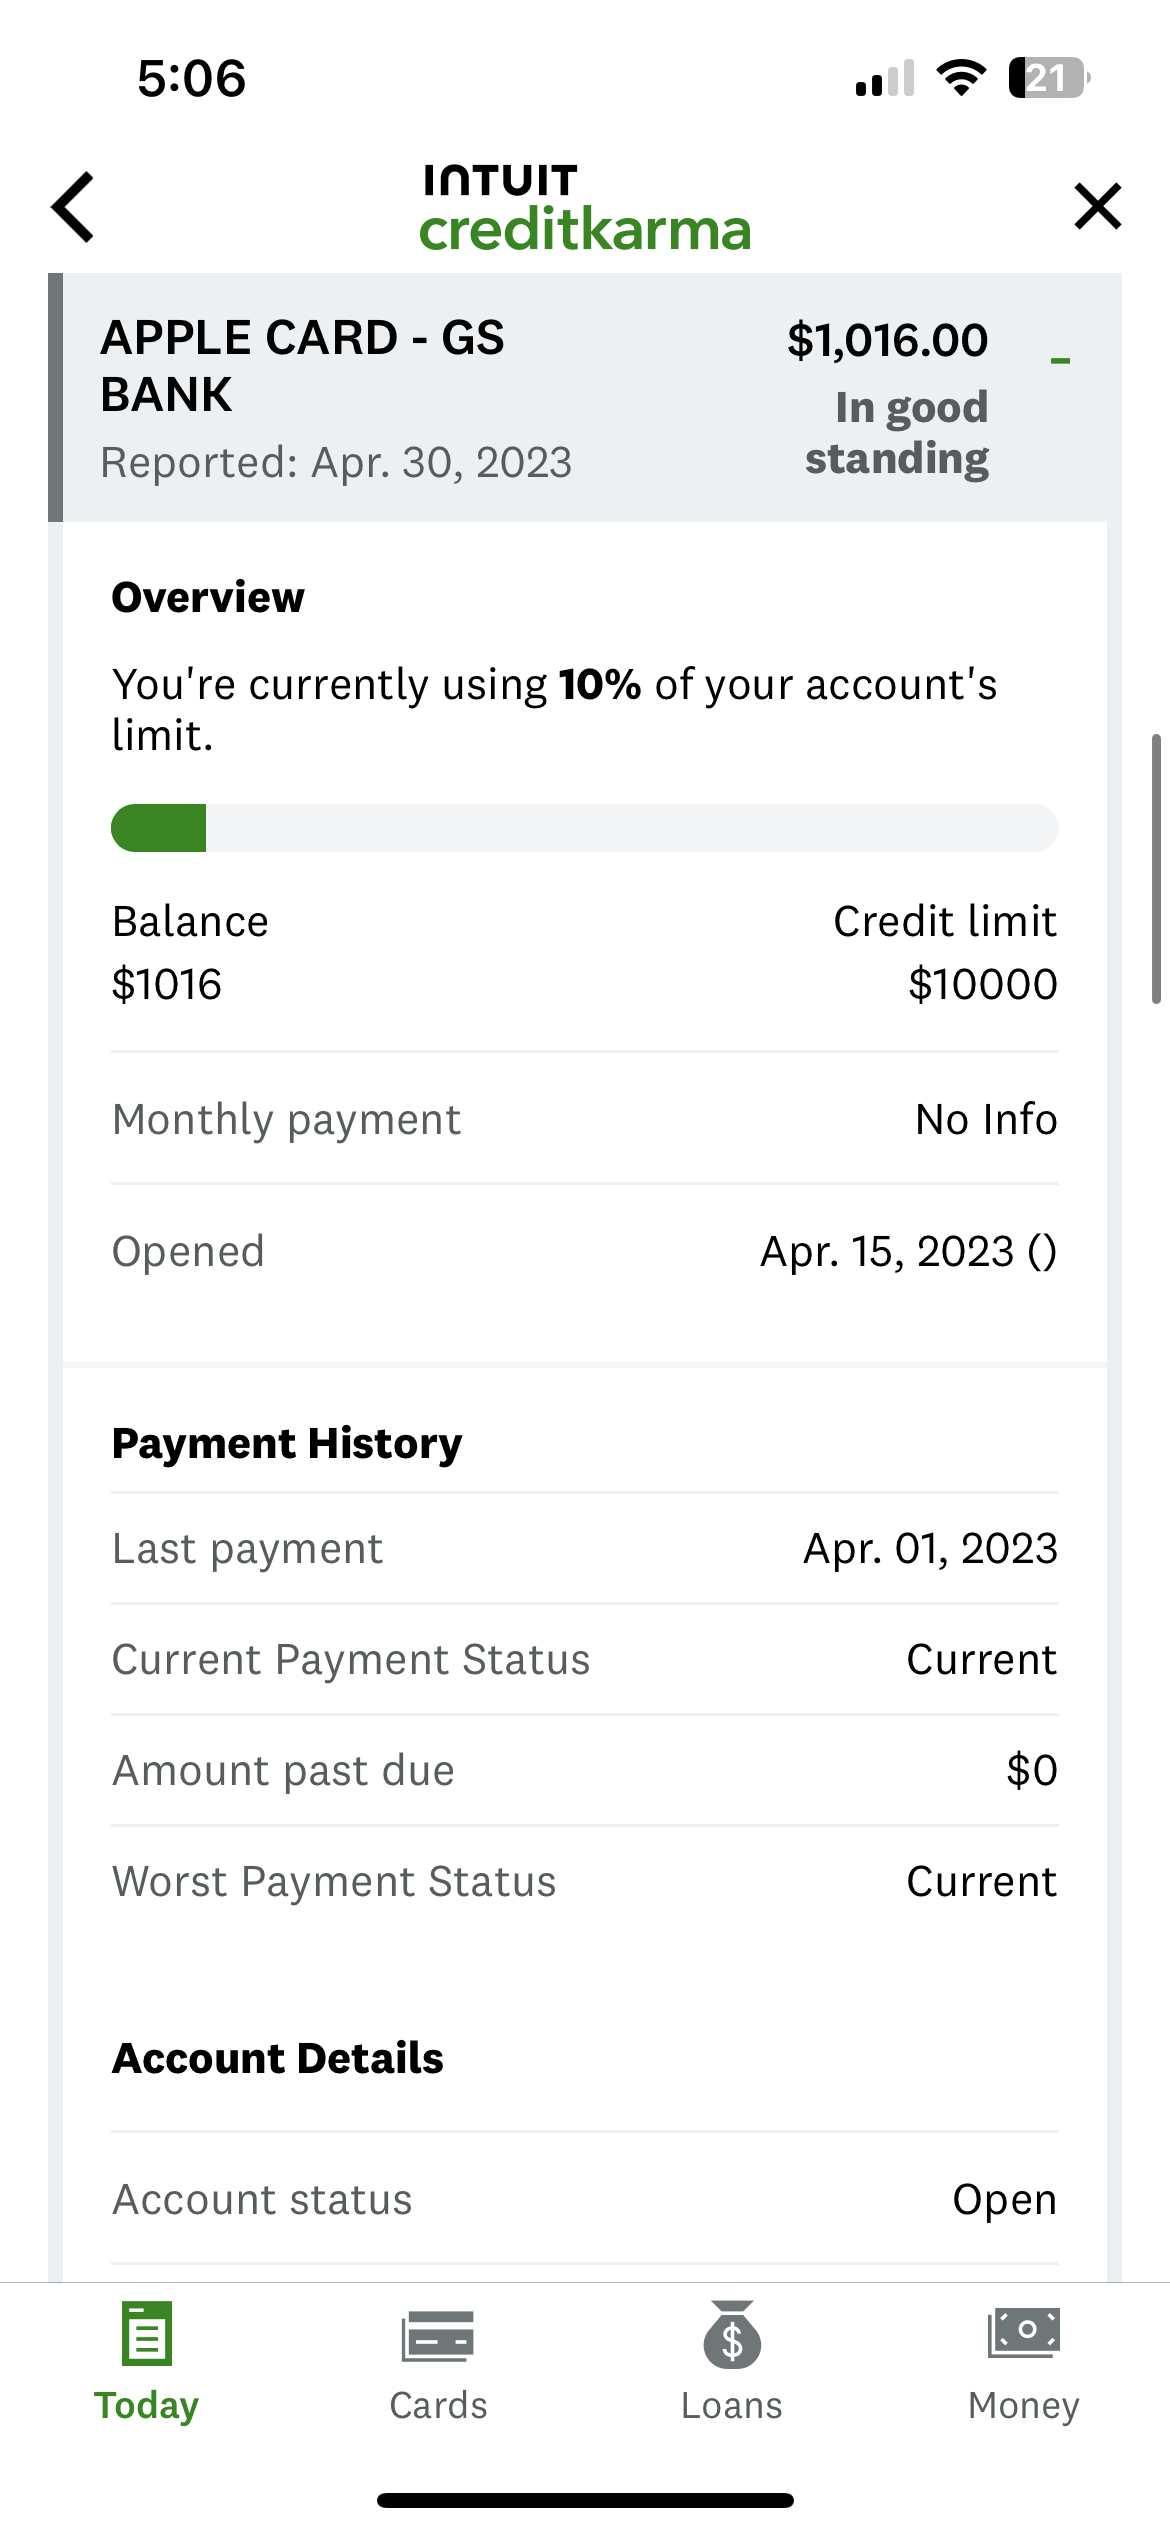 5:06
21
INTUIT
creditkarma
APPLE CARD - GS
BANK
$1,016.00
In good
standing
Reported: Apr. 30, 2023
Overview
You're currently using 10% of your account's
limit.
Balance
Credit limit
$1016
$10000
Monthly payment
No Info
Opened
Apr. 15, 2023 ()
Payment History
Last payment
Apr. 01, 2023
Current Payment Status
Current
Amount past due
$0
Worst Payment Status
Current
Account Details
Account status
Open
Today
Cards
Loans
Money